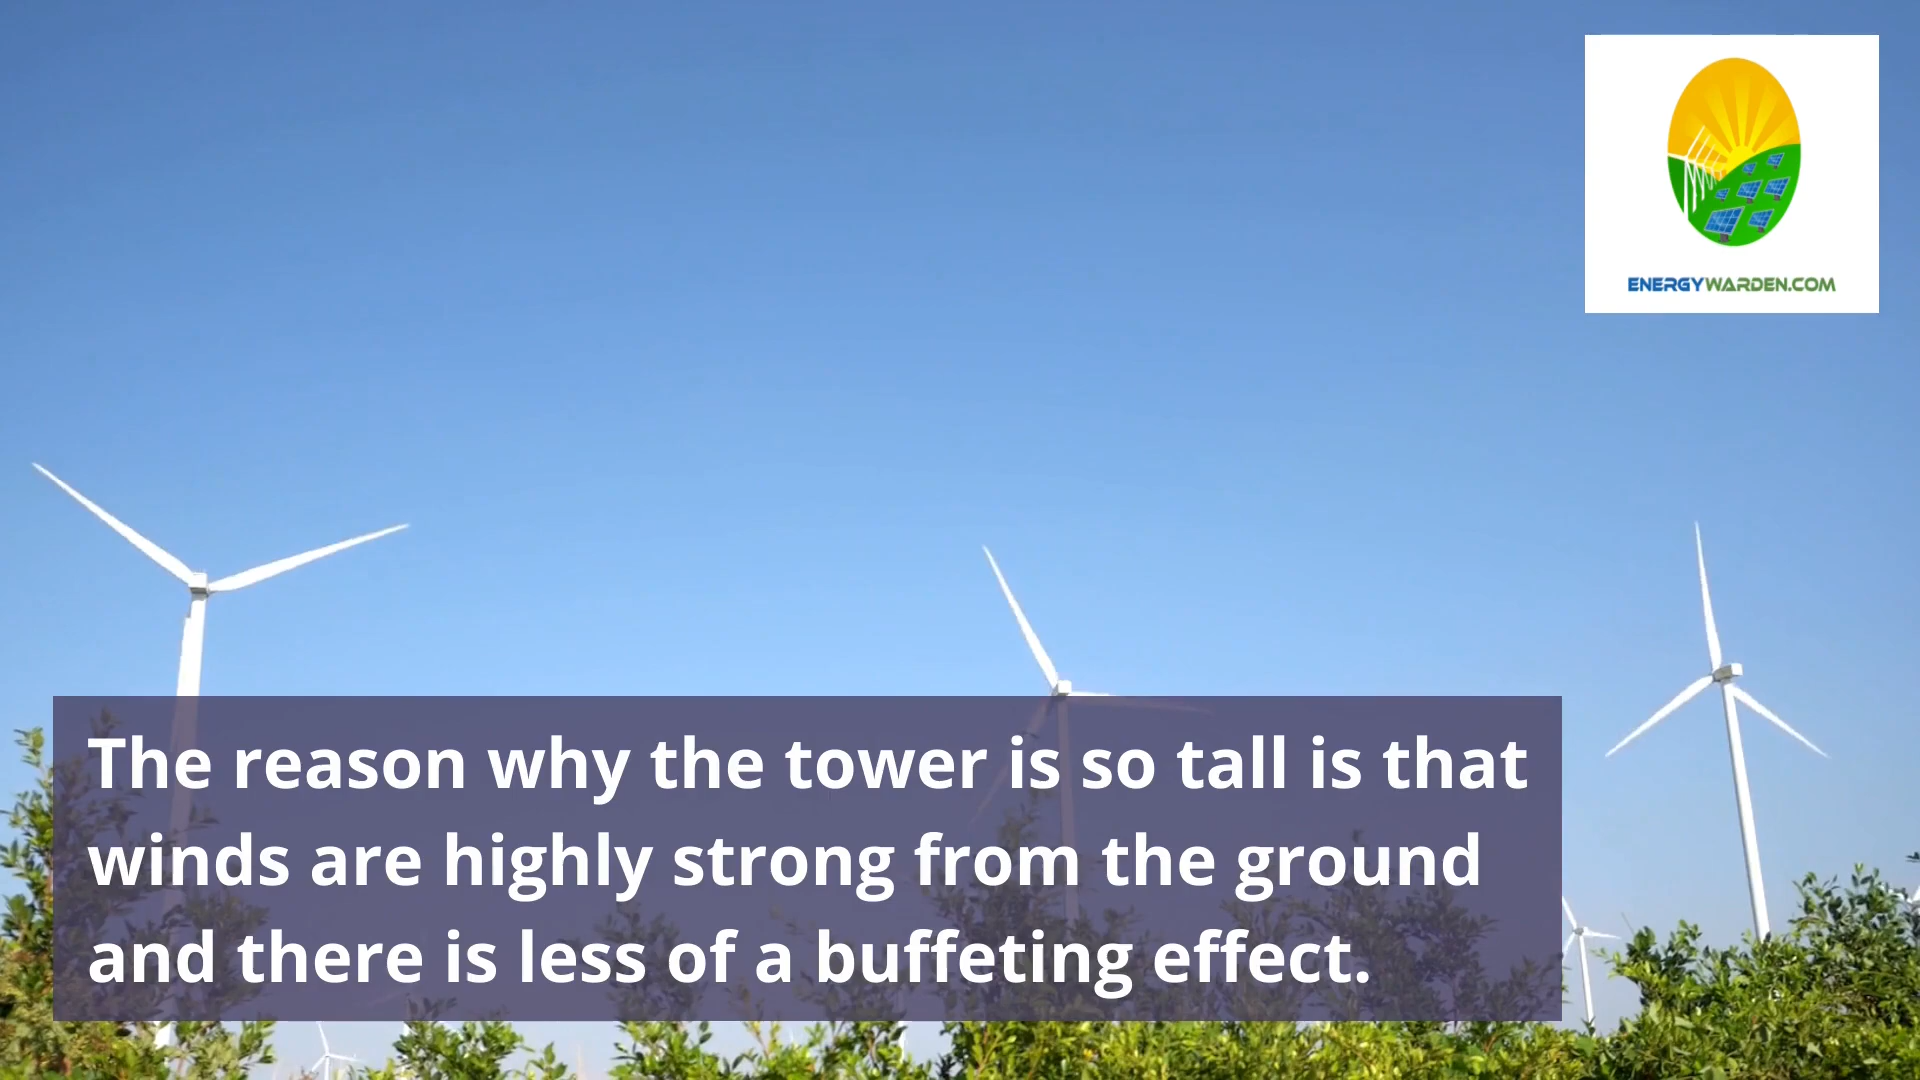 ENERGYWARDEN.COM
The reason why the tower is so tall is that
winds are highly strong from the ground
and there is less of a buffeting effect.